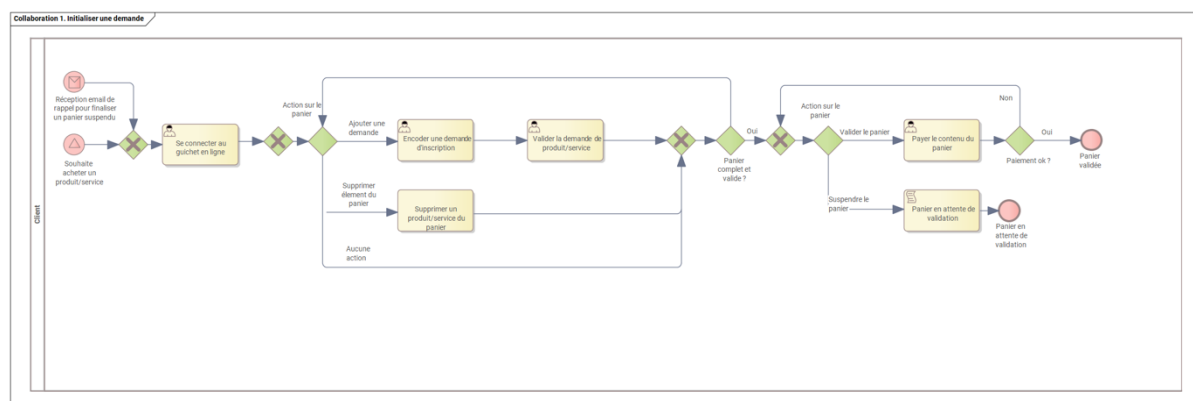 Collaboration 1. Initialiser une demande
Client
Réception email de
rappel pour finaliser
un panier suspendu
Souhaite
acheter un
produit/service
Se connecter au
guichet en ligne
Action sur le
panier
Ajouter une
demande
Encoder une demande
d'inscription
Valider la demande de
produit/service
Supprimer
élement du
panier
Supprimer un
produit/service du
panier
Aucune
action
Oui
Panier
complet et
valide ?
Action sur le
panier
Valider le panier
Payer le contenu du
panier
Non
Oui
Paiement ok ?
Panier
validée
Suspendre le
panier
Panier en attente de
validation
Panier en
attente de
validation